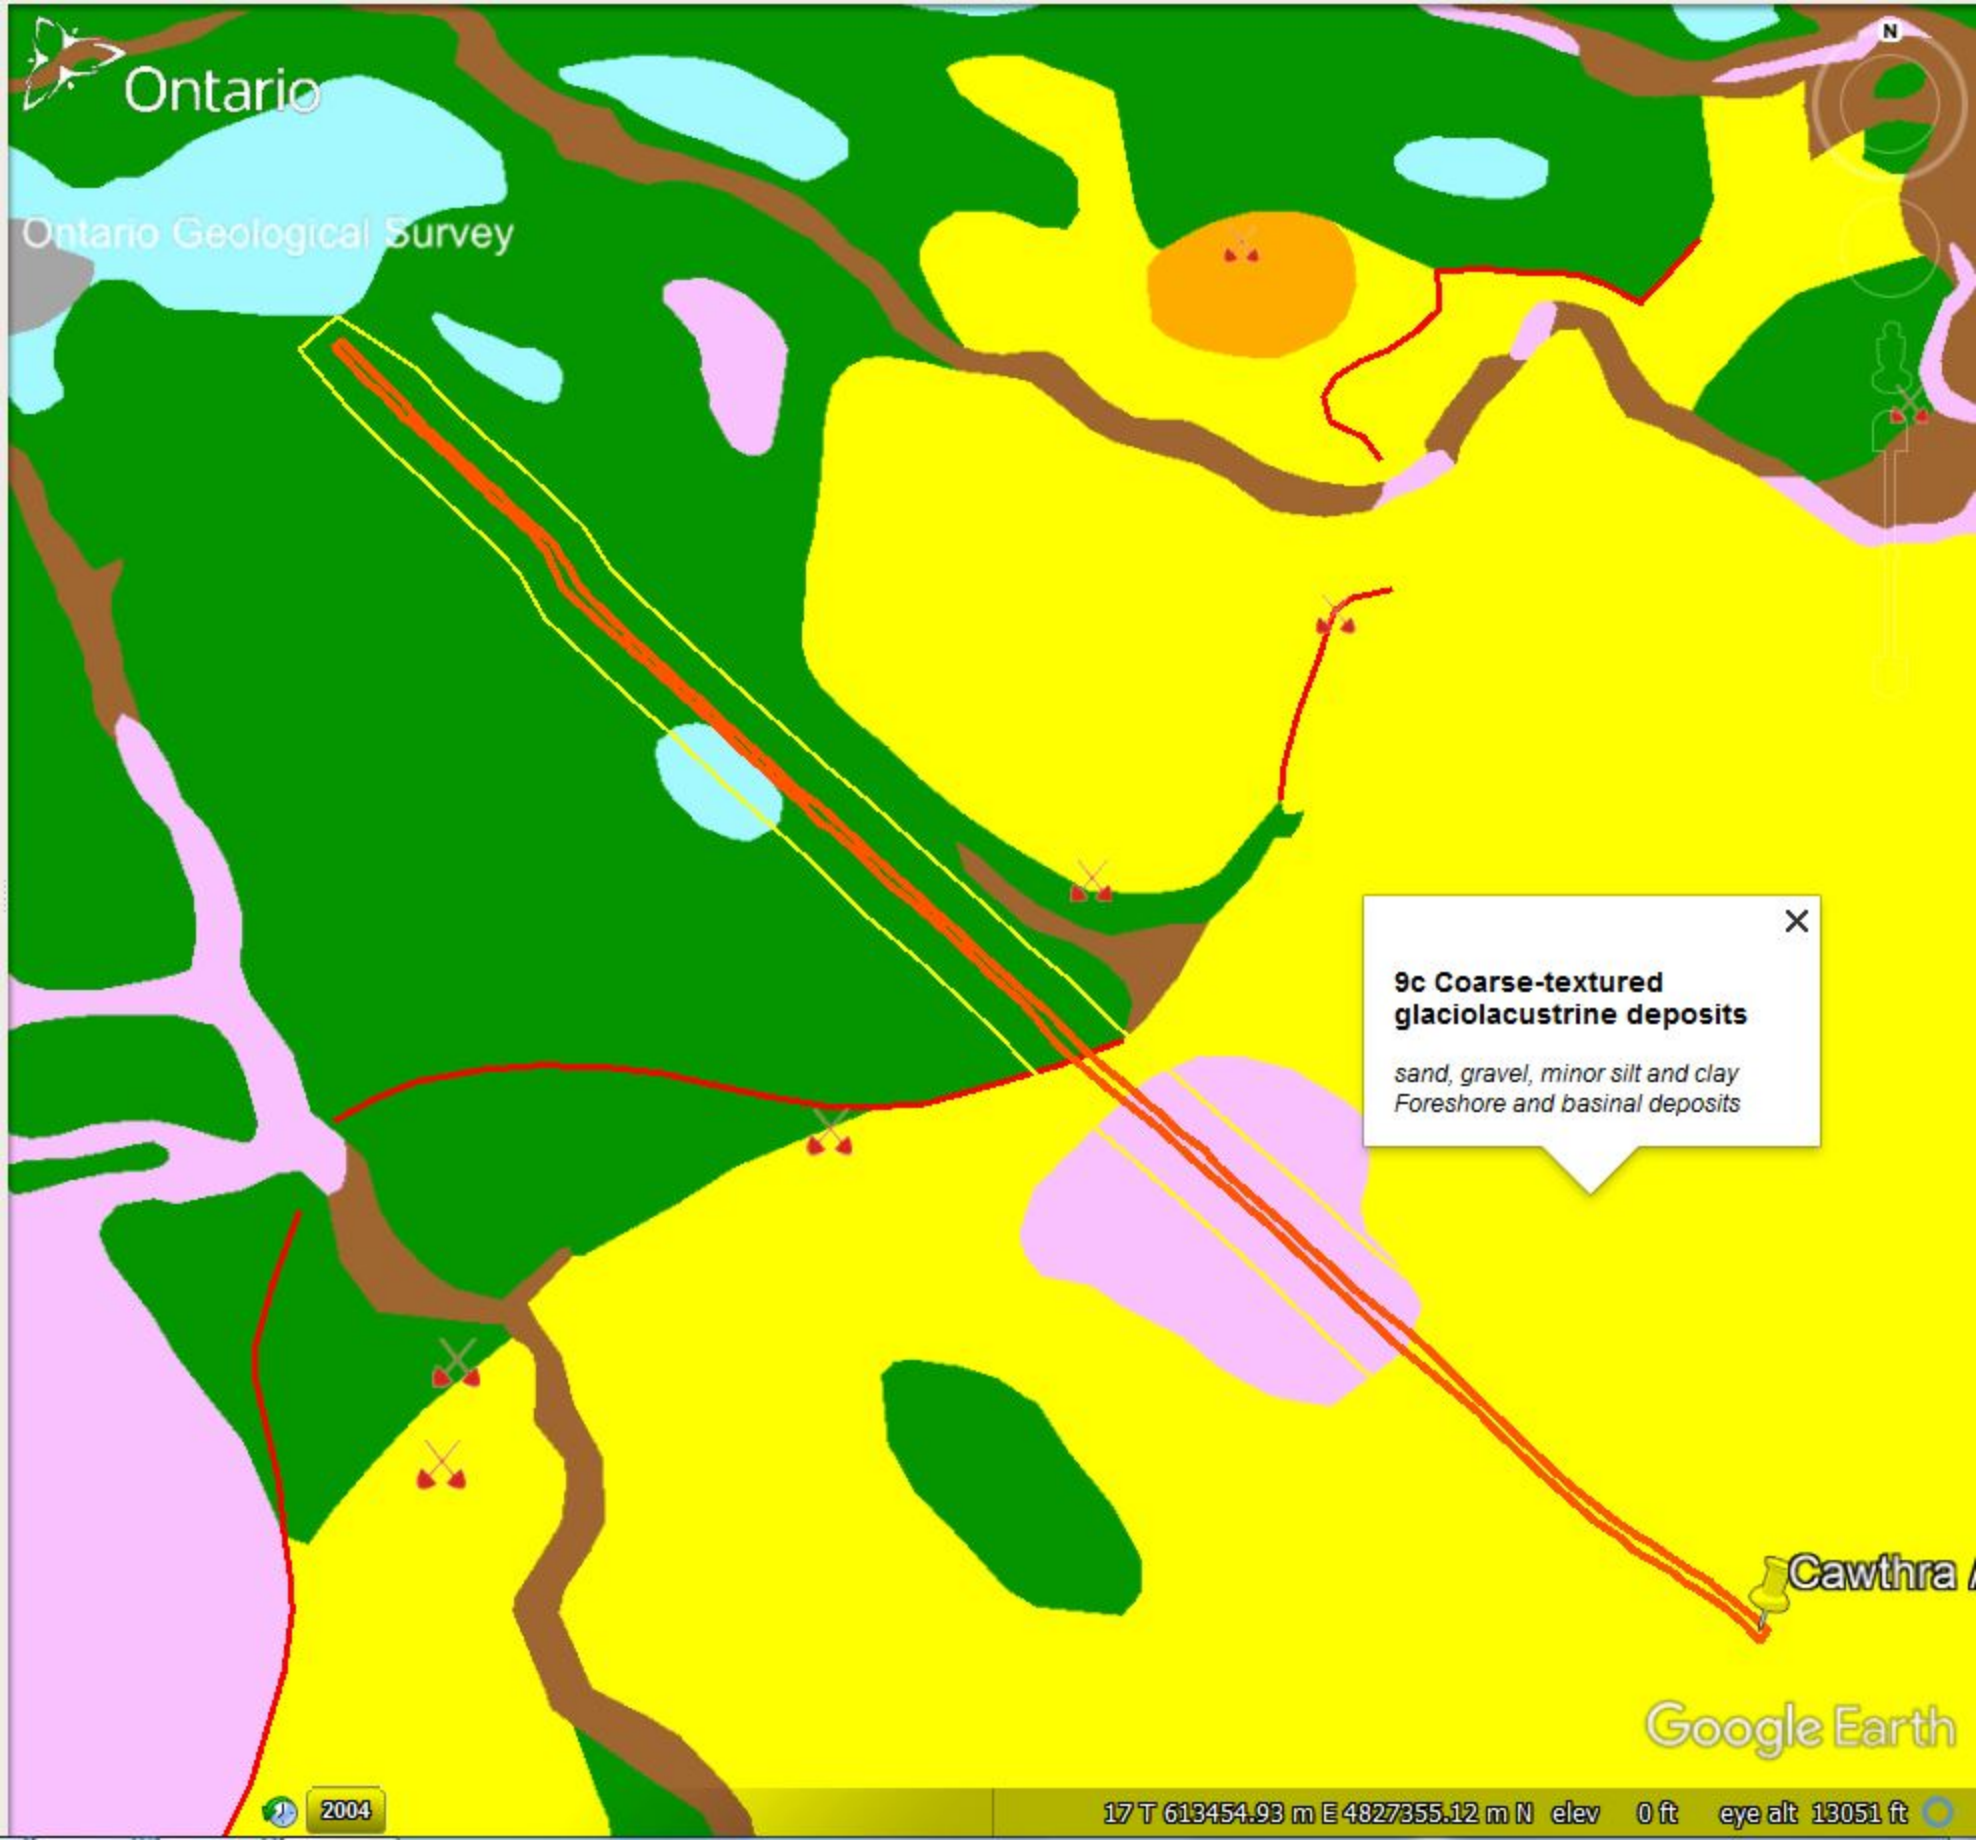 N
Ontario
Ontario Geological Survey
9c Coarse-textured
glaciolacustrine deposits
sand, gravel, minor silt and clay
Foreshore and basinal deposits
Cawthra
Google Earth
2004
17 T 613454.93 m E 4827355.12 m N elev 0 ft eye alt 13051 ft